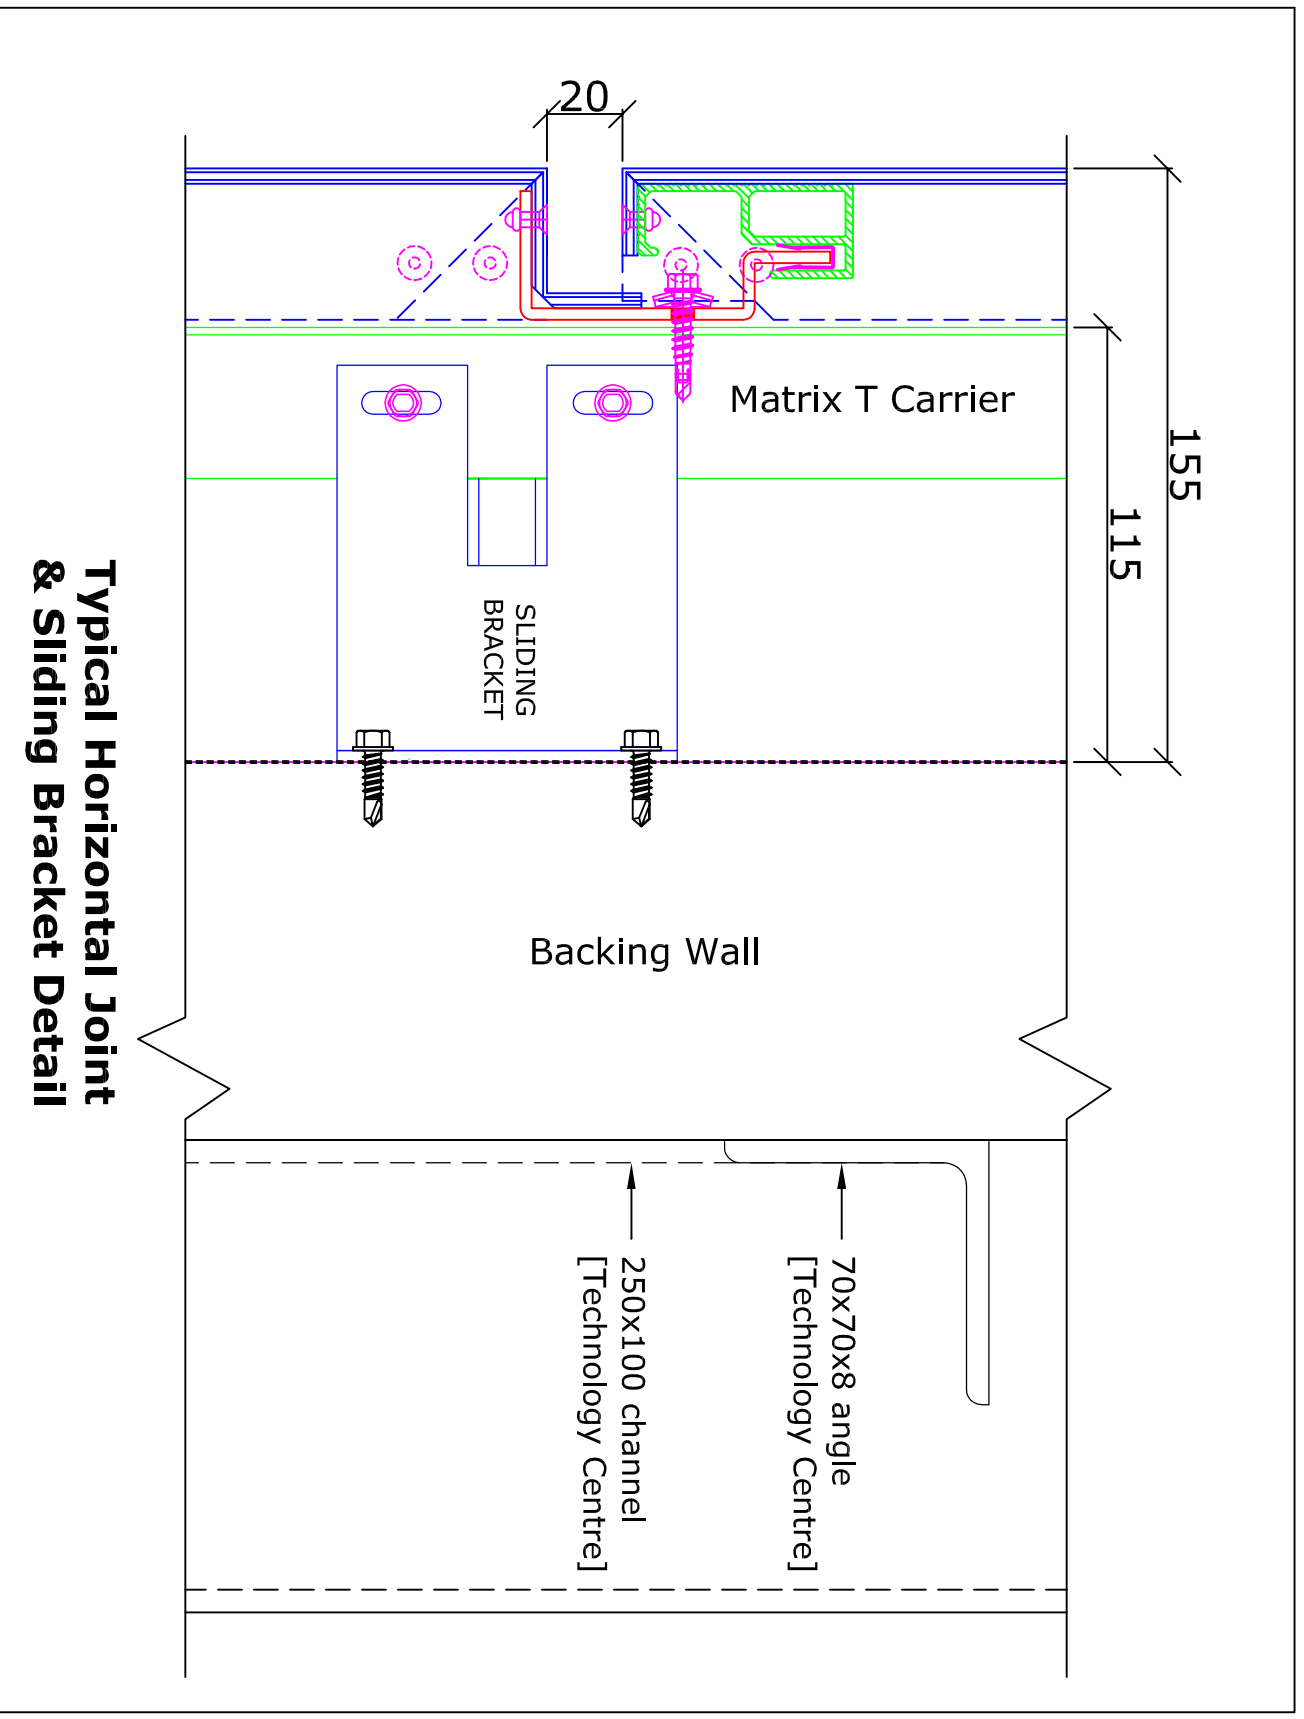 20
155
115
Matrix T Carrier
SLIDING
BRACKET
Backing Wall
70x70x8 angle
[Technology Centre]
250x100 channel
[Technology Centre]
Typical Horizontal Joint
& Sliding Bracket Detail